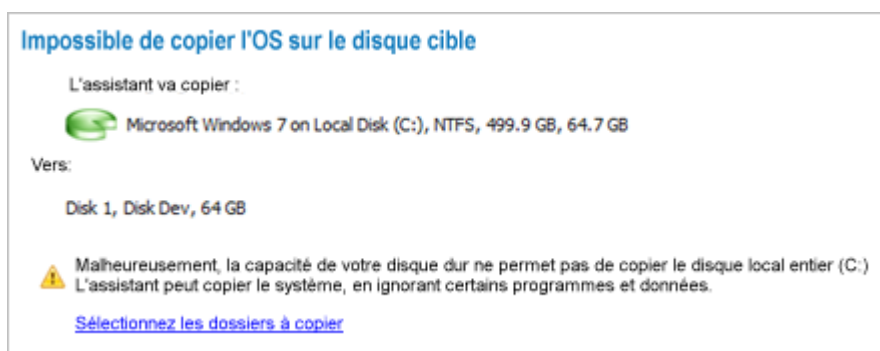 Impossible de copier l'OS sur le disque cible
L'assistant va copier :
Microsoft Windows 7 on Local Disk (C:), NTFS, 499.9 GB, 64.7 GB
Vers:
Disk 1, Disk Dev, 64 GB
Malheureusement, la capacité de votre disque dur ne permet pas de copier le disque local entier (C:)
L'assistant peut copier le système, en ignorant certains programmes et données.
Sélectionnez les dossiers à copier